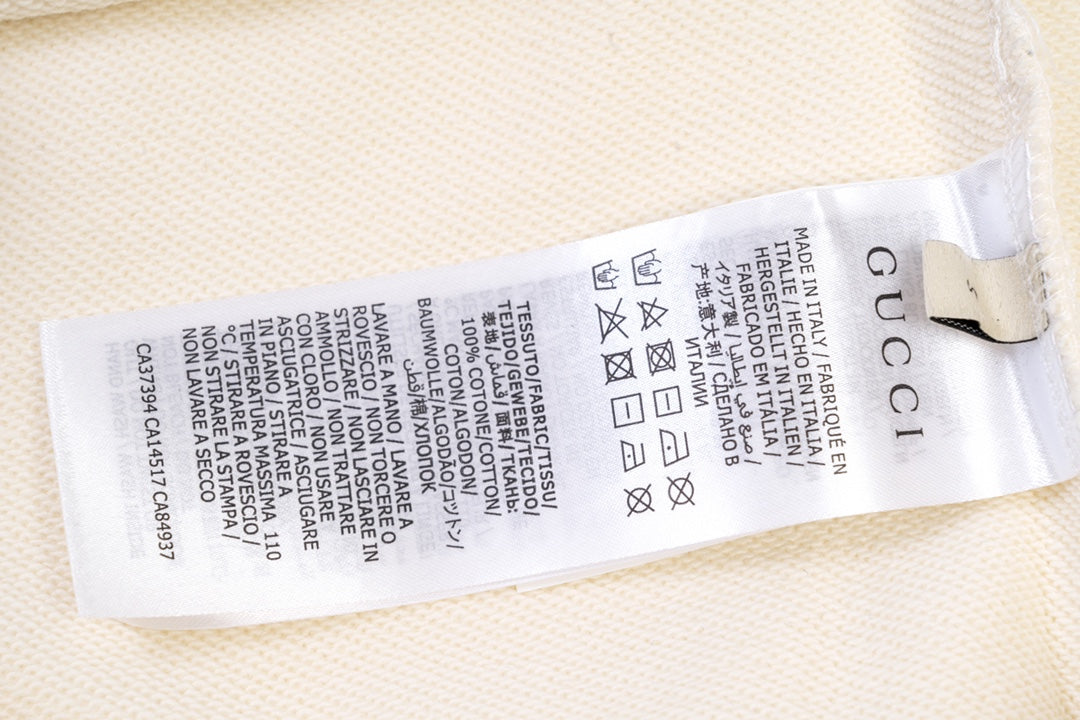 GUCCI
MADE IN ITALY / FABRIQUÉ EN
ITALIE / HECHO EN ITALIA /
HERGESTELLT IN ITALIEN /
FABRICADO EM ITÁLIA /
イタリア製 / صنع في ايطاليا /
产地:意大利 / СДЕЛАНО В
ИТАЛИИ
TESSUTO/FABRIC/TISSU/
TEJIDO/GEWEBE/TECIDO/
表地/قماش/面料/ТКАНЬ:
100% COTONE/COTTON/
COTON/ALGODON/
BAUMWOLLE/ALGODÃO/コットン/
قطن/棉/ХЛОПОК
LAVARE A MANO / LAVARE A
ROVESCIO / NON TORCERE O
STRIZZARE / NON LASCIARE IN
AMMOLLO / NON TRATTARE
CON CLORO / NON USARE
ASCIUGATRICE / ASCIUGARE
IN PIANO / STIRARE A
TEMPERATURA MASSIMA 110
°C / STIRARE A ROVESCIO /
NON STIRARE LA STAMPA /
NON LAVARE A SECCO
CA37394 CA14517 CA84937